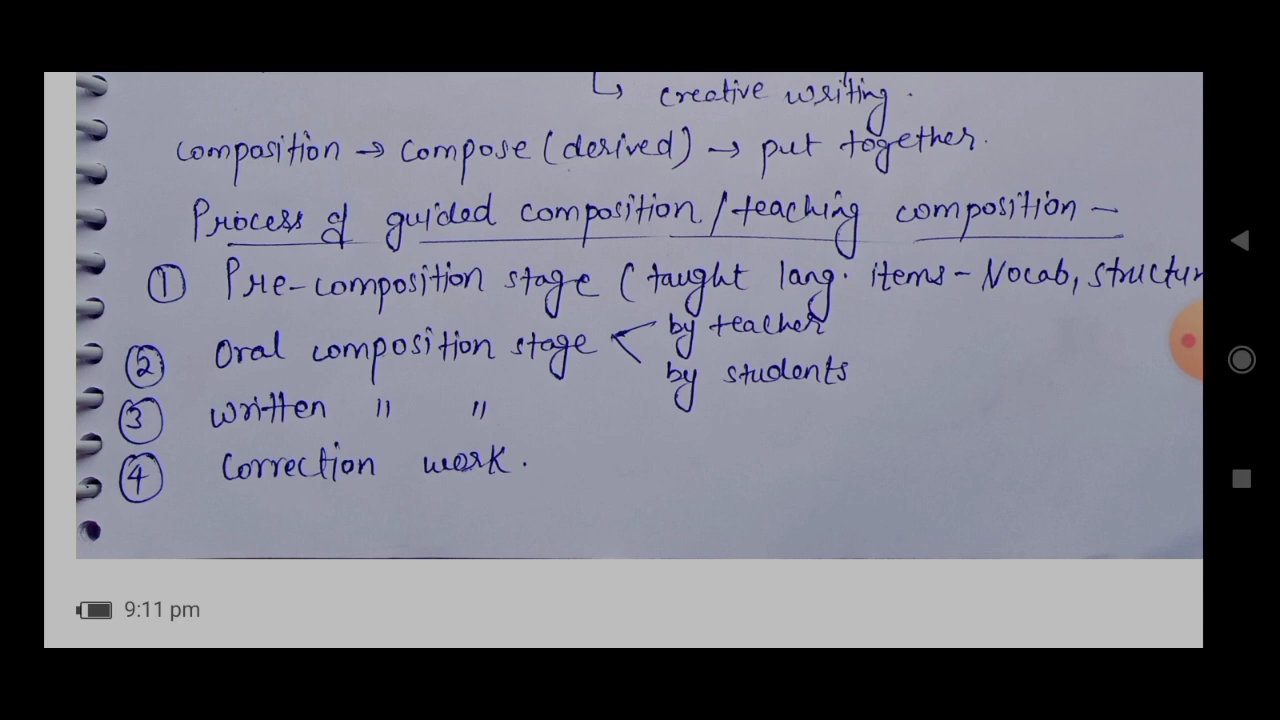 ↳ creative writing.
composition → compose (derived) → put together.
Process of guided composition / teaching composition -
① Pre-composition stage ( taught lang. items - Vocab, structur
② Oral composition stage < by teacher
by students
③ written " "
④ Correction work.
9:11 pm